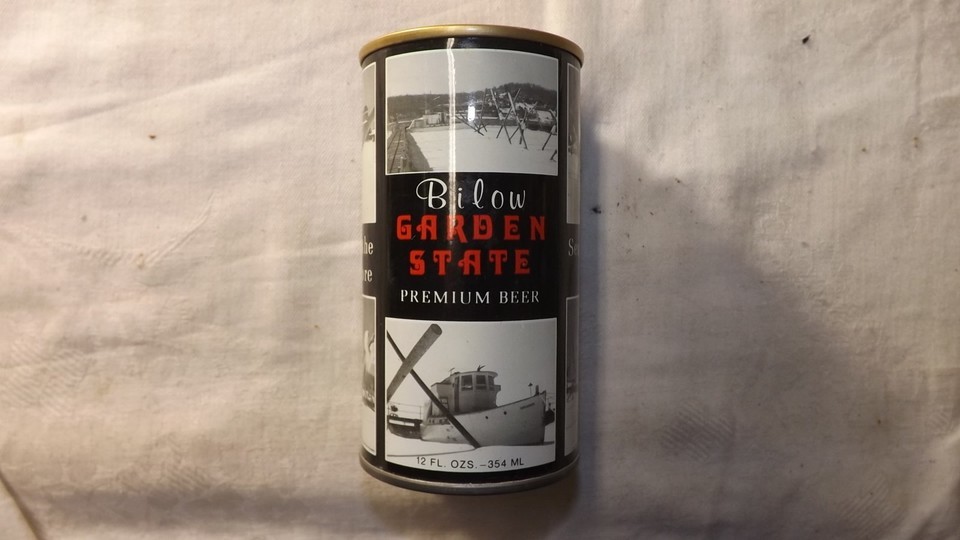 Bilow
GARDEN
STATE
PREMIUM BEER
12 FL. OZS.–354 ML